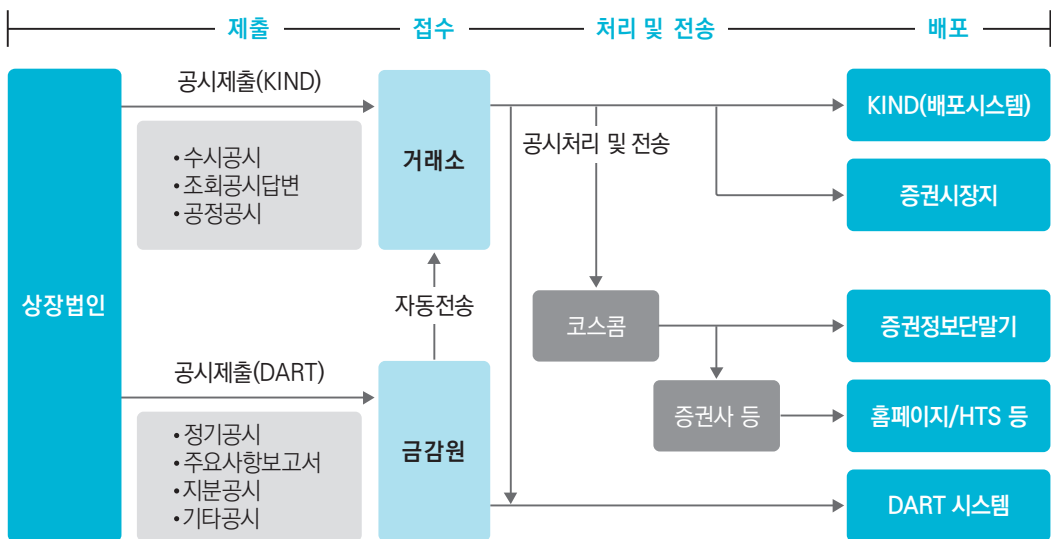 제출
접수
처리 및 전송
배포
상장법인
공시제출(KIND)
•수시공시
•조회공시답변
•공정공시
거래소
공시처리 및 전송
KIND(배포시스템)
증권시장지
자동전송
코스콤
증권정보단말기
공시제출(DART)
•정기공시
•주요사항보고서
•지분공시
•기타공시
금감원
증권사 등
홈페이지/HTS 등
DART 시스템